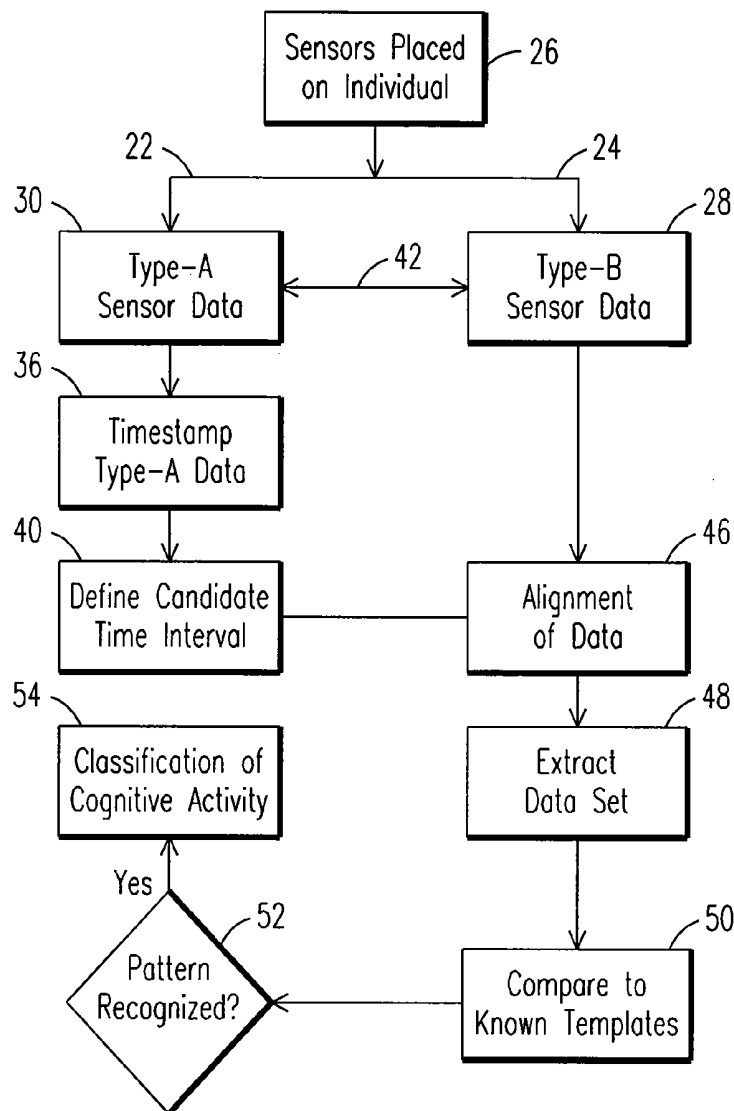 Sensors Placed
on Individual
26
22
24
30
28
Type-A
Sensor Data
42
Type-B
Sensor Data
36
Timestamp
Type-A Data
40
46
Define Candidate
Time Interval
Alignment
of Data
54
48
Classification of
Cognitive Activity
Extract
Data Set
Yes
52
50
Pattern
Recognized?
Compare to
Known Templates